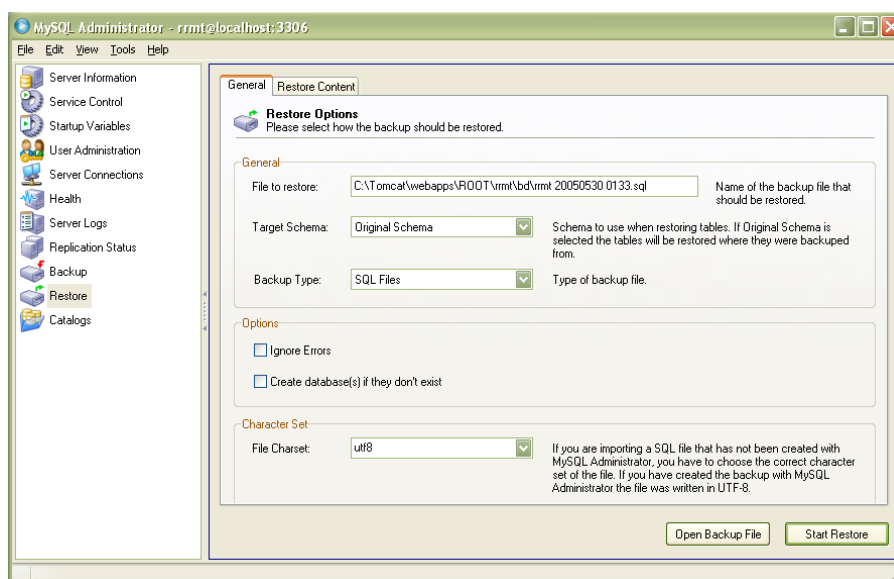 MySQL Administrator - rrmt@localhost:3306
File Edit View Tools Help
Server Information
Service Control
Startup Variables
User Administration
Server Connections
Health
Server Logs
Replication Status
Backup
Restore
Catalogs
General Restore Content
Restore Options
Please select how the backup should be restored.
General
File to restore: C:\Tomcat\webapps\ROOT\rrmt\bd\rrmt 20050530 0133.sql Name of the backup file that
should be restored.
Target Schema: Original Schema Schema to use when restoring tables. If Original Schema is
selected the tables will be restored where they were backuped
from.
Backup Type: SQL Files Type of backup file.
Options
Ignore Errors
Create database(s) if they don't exist
Character Set
File Charset: utf8 If you are importing a SQL file that has not been created with
MySQL Administrator, you have to choose the correct character
set of the file. If you have created the backup with MySQL
Administrator the file was written in UTF-8.
Open Backup File Start Restore